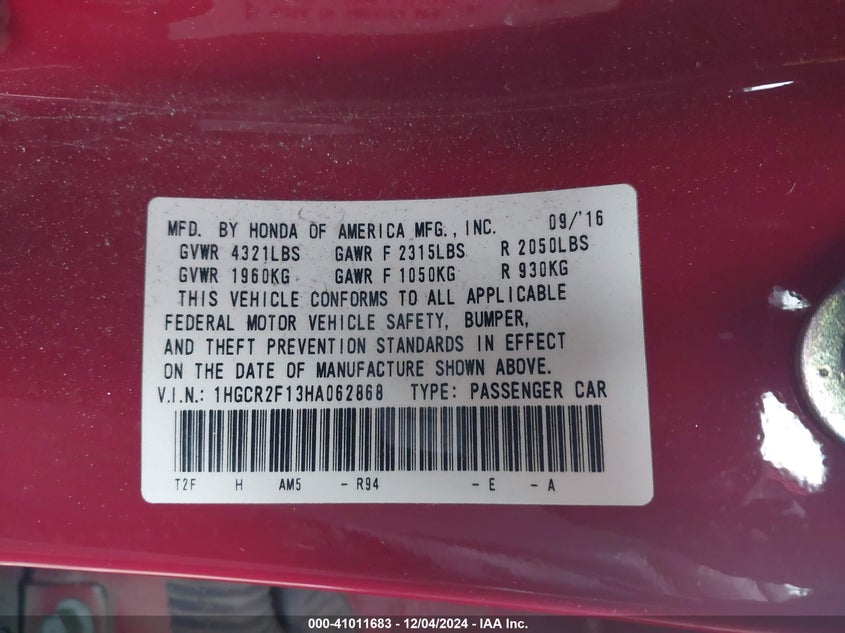 MFD. BY HONDA OF AMERICA MFG., INC. 09/'16
GVWR 4321LBS GAWR F 2315LBS R 2050LBS
GVWR 1960KG GAWR F 1050KG R 930KG
THIS VEHICLE CONFORMS TO ALL APPLICABLE
FEDERAL MOTOR VEHICLE SAFETY, BUMPER,
AND THEFT PREVENTION STANDARDS IN EFFECT
ON THE DATE OF MANUFACTURE SHOWN ABOVE.
V.I.N.: 1HGCR2F13HA062868 TYPE: PASSENGER CAR
T2F H AM5 - R94 - E - A
000-41011683 - 12/04/2024 - IAA Inc.